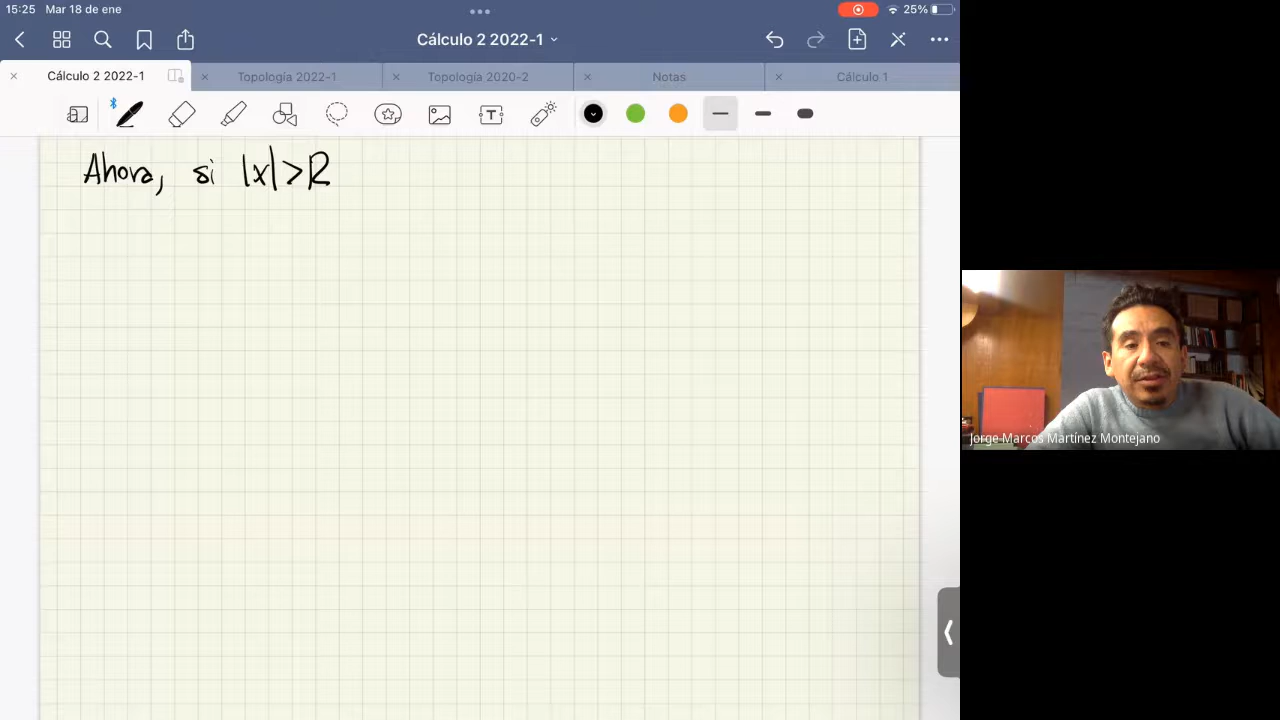 15:25 Mar 18 de ene
25%
Cálculo 2 2022-1
Cálculo 2 2022-1
Topología 2022-1
Topología 2020-2
Notas
Cálculo 1
T
Ahora, si |x|>R
Jorge Marcos Martínez Montejano